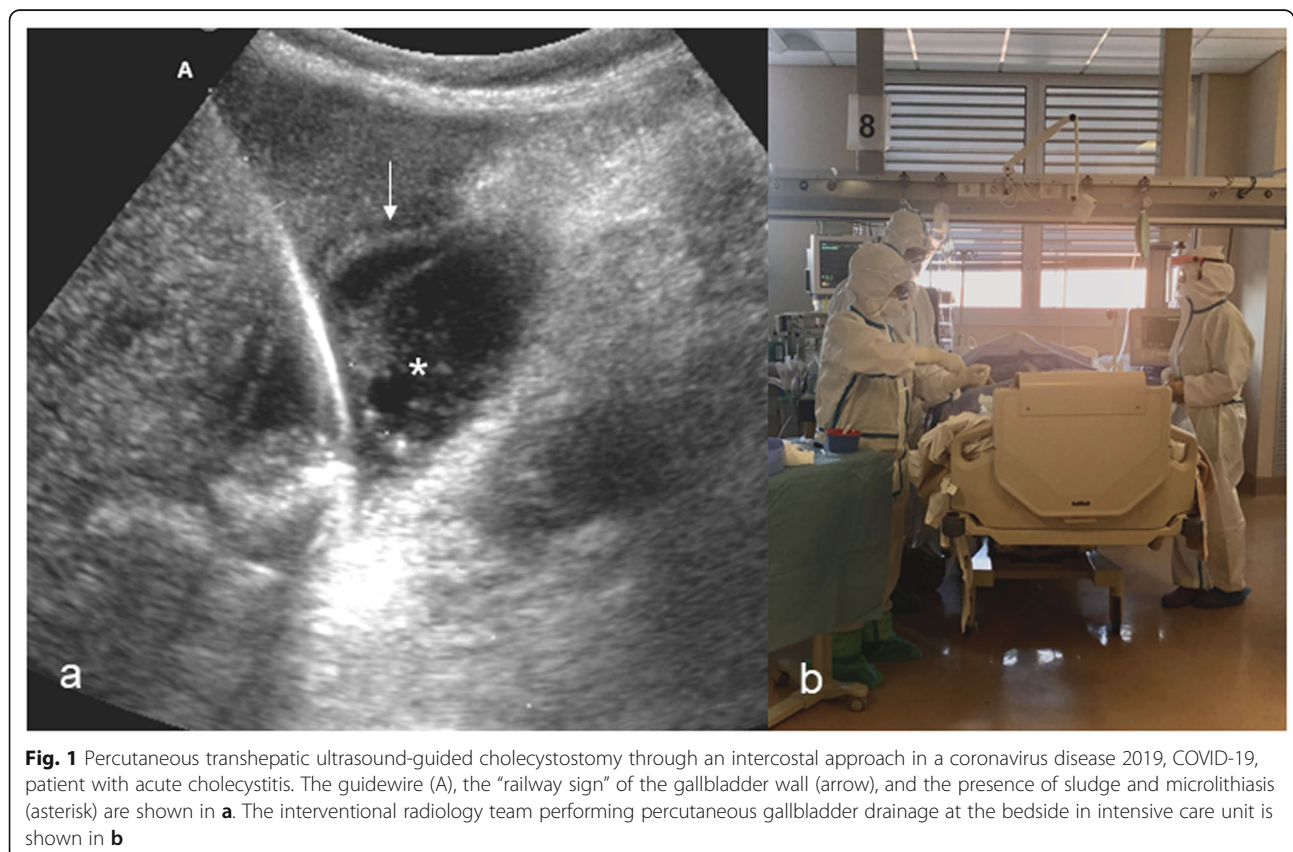 A
8
*
a
b
Fig. 1 Percutaneous transhepatic ultrasound-guided cholecystostomy through an intercostal approach in a coronavirus disease 2019, COVID-19,
patient with acute cholecystitis. The guidewire (A), the “railway sign” of the gallbladder wall (arrow), and the presence of sludge and microlithiasis
(asterisk) are shown in a. The interventional radiology team performing percutaneous gallbladder drainage at the bedside in intensive care unit is
shown in b